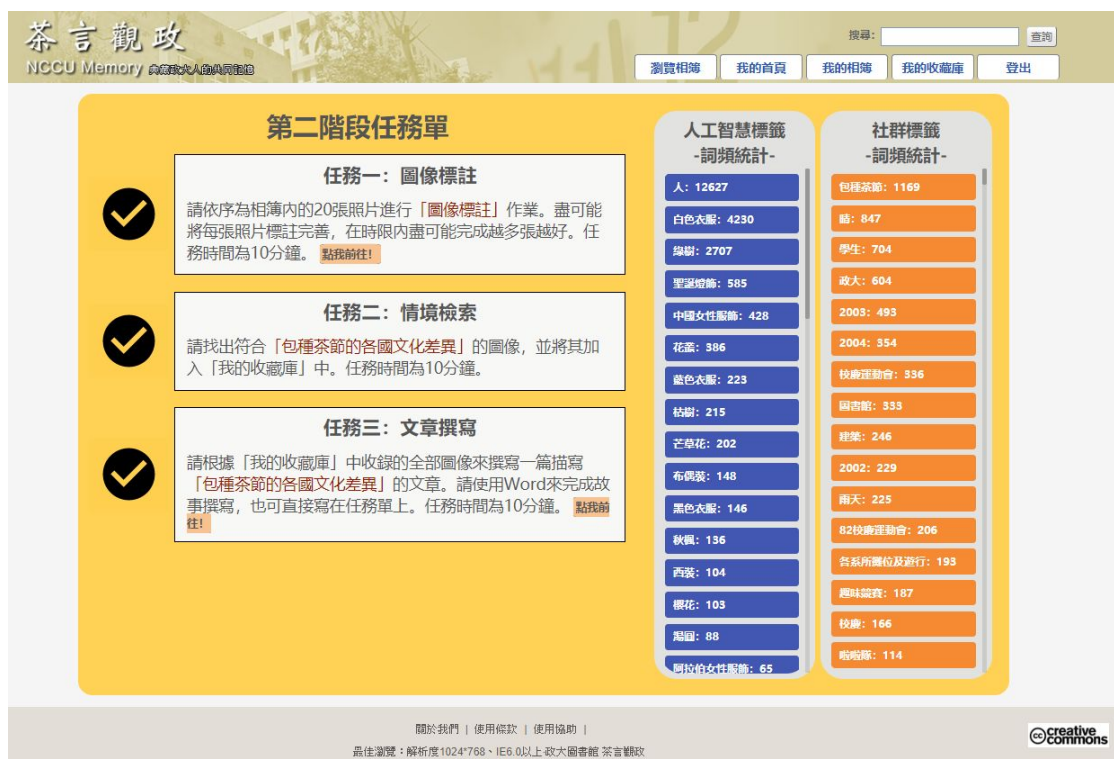 茶言觀政
NCCU Memory 典藏政大人的共同記憶
搜尋:
查詢
瀏覽相簿
我的首頁
我的相簿
我的收藏庫
登出
第二階段任務單
任務一：圖像標註
請依序為相簿內的20張照片進行「圖像標註」作業。盡可能
將每張照片標註完善，在時限內盡可能完成越多張越好。任
務時間為10分鐘。 點我前往!
任務二：情境檢索
請找出符合「包種茶節的各國文化差異」的圖像，並將其加
入「我的收藏庫」中。任務時間為10分鐘。
任務三：文章撰寫
請根據「我的收藏庫」中收錄的全部圖像來撰寫一篇描寫
「包種茶節的各國文化差異」的文章。請使用Word來完成故
事撰寫，也可直接寫在任務單上。任務時間為10分鐘。 點我前
往!
人工智慧標籤
-詞頻統計-
人: 12627
白色衣服: 4230
綠樹: 2707
聖誕燈飾: 585
中國女性服飾: 428
花叢: 386
藍色衣服: 223
枯樹: 215
芒草花: 202
布偶裝: 148
黑色衣服: 146
秋楓: 136
西裝: 104
櫻花: 103
湯圓: 88
阿拉伯女性服飾: 65
社群標籤
-詞頻統計-
包種茶節: 1169
晴: 847
學生: 704
政大: 604
2003: 493
2004: 354
校慶運動會: 336
圖書館: 333
建築: 246
2002: 229
雨天: 225
82校慶運動會: 206
各系所攤位及遊行: 193
趣味競賽: 187
校慶: 166
啦啦隊: 114
關於我們 | 使用條款 | 使用協助 |
最佳瀏覽：解析度1024*768、IE6.0以上 政大圖書館 茶言觀政
cc creative
commons